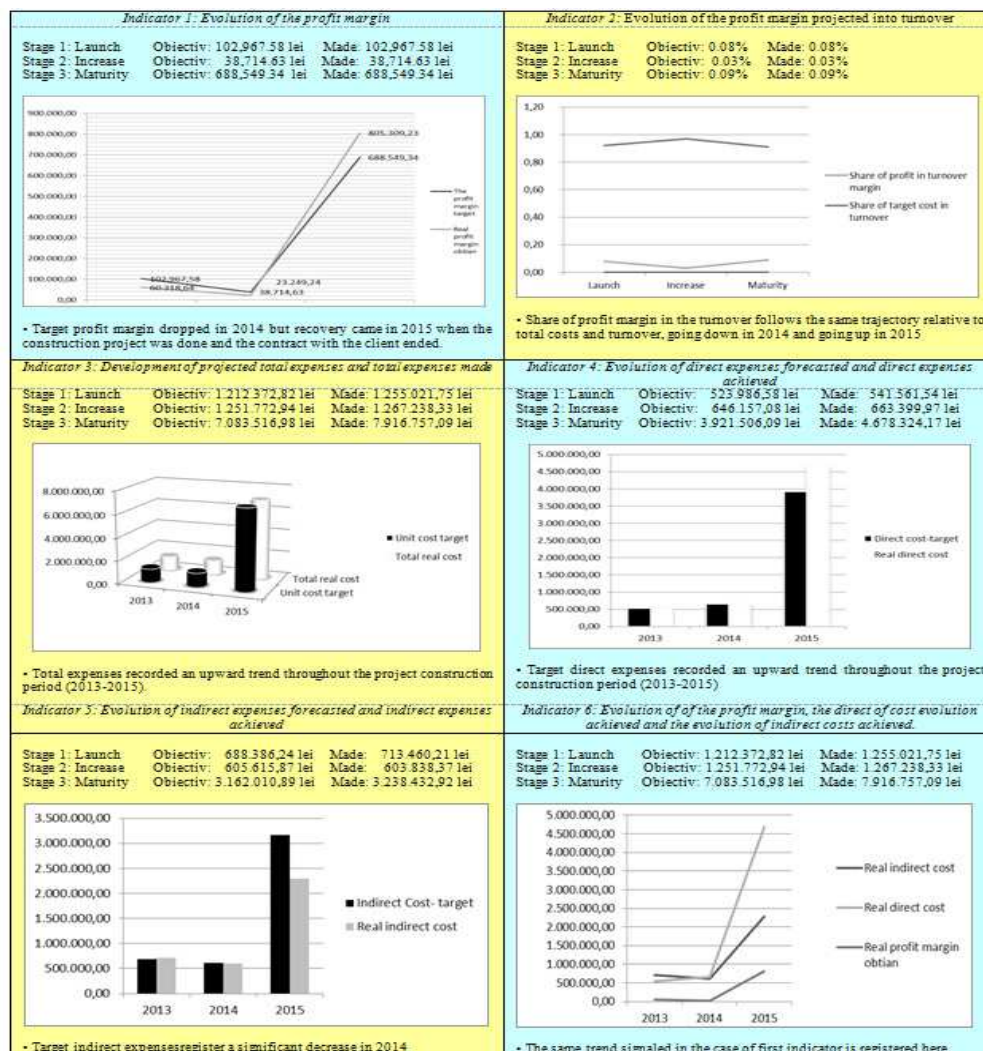 Indicator 1: Evolution of the profit margin
Stage 1: Launch Obiectiv: 102,967.58 lei Made: 102,967.58 lei
Stage 2: Increase Obiectiv: 38,714.63 lei Made: 38,714.63 lei
Stage 3: Maturity Obiectiv: 688,549.34 lei Made: 688,549.34 lei
900.000,00
800.000,00
700.000,00
600.000,00
500.000,00
400.000,00
300.000,00
200.000,00
100.000,00
0,00
805.309,23
688.549,34
102.967,58
60.318,64
23.249,24
38.714,63
The
profit
margin
target
Real
profit
margin
obtian
• Target profit margin dropped in 2014 but recovery came in 2015 when the
construction project was done and the contract with the client ended.
Indicator 2: Evolution of the profit margin projected into turnover
Stage 1: Launch Obiectiv: 0.08% Made: 0.08%
Stage 2: Increase Obiectiv: 0.03% Made: 0.03%
Stage 3: Maturity Obiectiv: 0.09% Made: 0.09%
1,20
1,00
0,80
0,60
0,40
0,20
0,00
Launch Increase Maturity
Share of profit in turnover
margin
Share of target cost in
turnover
• Share of profit margin in the turnover follows the same trajectory relative to
total costs and turnover, going down in 2014 and going up in 2015
Indicator 3: Development of projected total expenses and total expenses made
Stage 1: Launch Obiectiv: 1.212.372,82 lei Made: 1.255.021,75 lei
Stage 2: Increase Obiectiv: 1.251.772,94 lei Made: 1.267.238,33 lei
Stage 3: Maturity Obiectiv: 7.083.516,98 lei Made: 7.916.757,09 lei
8.000.000,00
6.000.000,00
4.000.000,00
2.000.000,00
0,00
2013 2014 2015
Total real cost
Unit cost target
Unit cost target
Total real cost
• Total expenses recorded an upward trend throughout the project construction
period (2013-2015).
Indicator 4: Evolution of direct expenses forecasted and direct expenses
achieved
Stage 1: Launch Obiectiv: 523.986,58 lei Made: 541.561,54 lei
Stage 2: Increase Obiectiv: 646.157,08 lei Made: 663.399,97 lei
Stage 3: Maturity Obiectiv: 3.921.506,09 lei Made: 4.678.324,17 lei
5.000.000,00
4.500.000,00
4.000.000,00
3.500.000,00
3.000.000,00
2.500.000,00
2.000.000,00
1.500.000,00
1.000.000,00
500.000,00
0,00
2013 2014 2015
Direct cost-target
Real direct cost
• Target direct expenses recorded an upward trend throughout the project
construction period (2013-2015)
Indicator 5: Evolution of indirect expenses forecasted and indirect expenses
achieved
Stage 1: Launch Obiectiv: 688.386,24 lei Made: 713.460,21 lei
Stage 2: Increase Obiectiv: 605.615,87 lei Made: 603.838,37 lei
Stage 3: Maturity Obiectiv: 3.162.010,89 lei Made: 3.238.432,92 lei
3.500.000,00
3.000.000,00
2.500.000,00
2.000.000,00
1.500.000,00
1.000.000,00
500.000,00
0,00
2013 2014 2015
Indirect Cost- target
Real indirect cost
• Target indirect expensesregister a significant decrease in 2014
Indicator 6: Evolution of of the profit margin, the direct of cost evolution
achieved and the evolution of indirect costs achieved.
Stage 1: Launch Obiectiv: 1.212.372,82 lei Made: 1.255.021,75 lei
Stage 2: Increase Obiectiv: 1.251.772,94 lei Made: 1.267.238,33 lei
Stage 3: Maturity Obiectiv: 7.083.516,98 lei Made: 7.916.757,09 lei
5.000.000,00
4.500.000,00
4.000.000,00
3.500.000,00
3.000.000,00
2.500.000,00
2.000.000,00
1.500.000,00
1.000.000,00
500.000,00
0,00
2013 2014 2015
Real indirect cost
Real direct cost
Real profit margin
obtian
• The same trend signaled in the case of first indicator is registered here